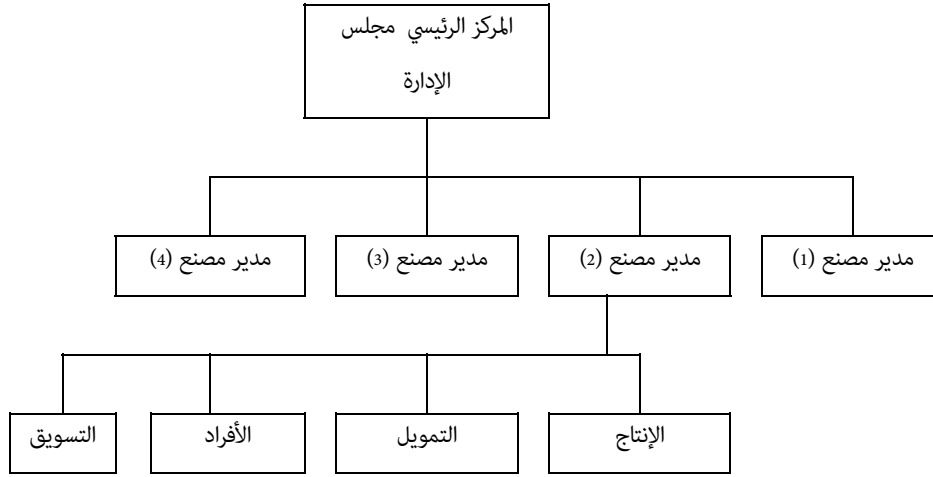 المركز الرئيسي مجلس
الإدارة
مدير مصنع (1)
مدير مصنع (2)
مدير مصنع (3)
مدير مصنع (4)
الإنتاج
التمويل
الأفراد
التسويق